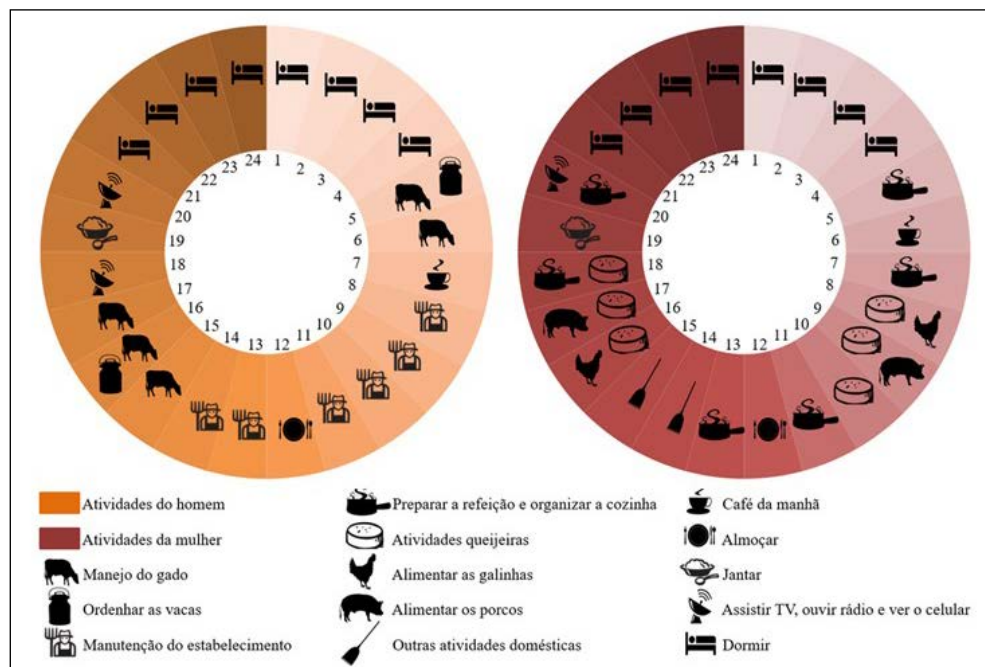 24 1
23 2
22 3
21 4
20 5
19 6
18 7
17 8
16 9
15 10
14 11
13 12
24 1
23 2
22 3
21 4
20 5
19 6
18 7
17 8
16 9
15 10
14 11
13 12
Atividades do homem
Atividades da mulher
Manejo do gado
Ordenhar as vacas
Manutenção do estabelecimento
Preparar a refeição e organizar a cozinha
Atividades queijeiras
Alimentar as galinhas
Alimentar os porcos
Outras atividades domésticas
Café da manhã
Almoçar
Jantar
Assistir TV, ouvir rádio e ver o celular
Dormir